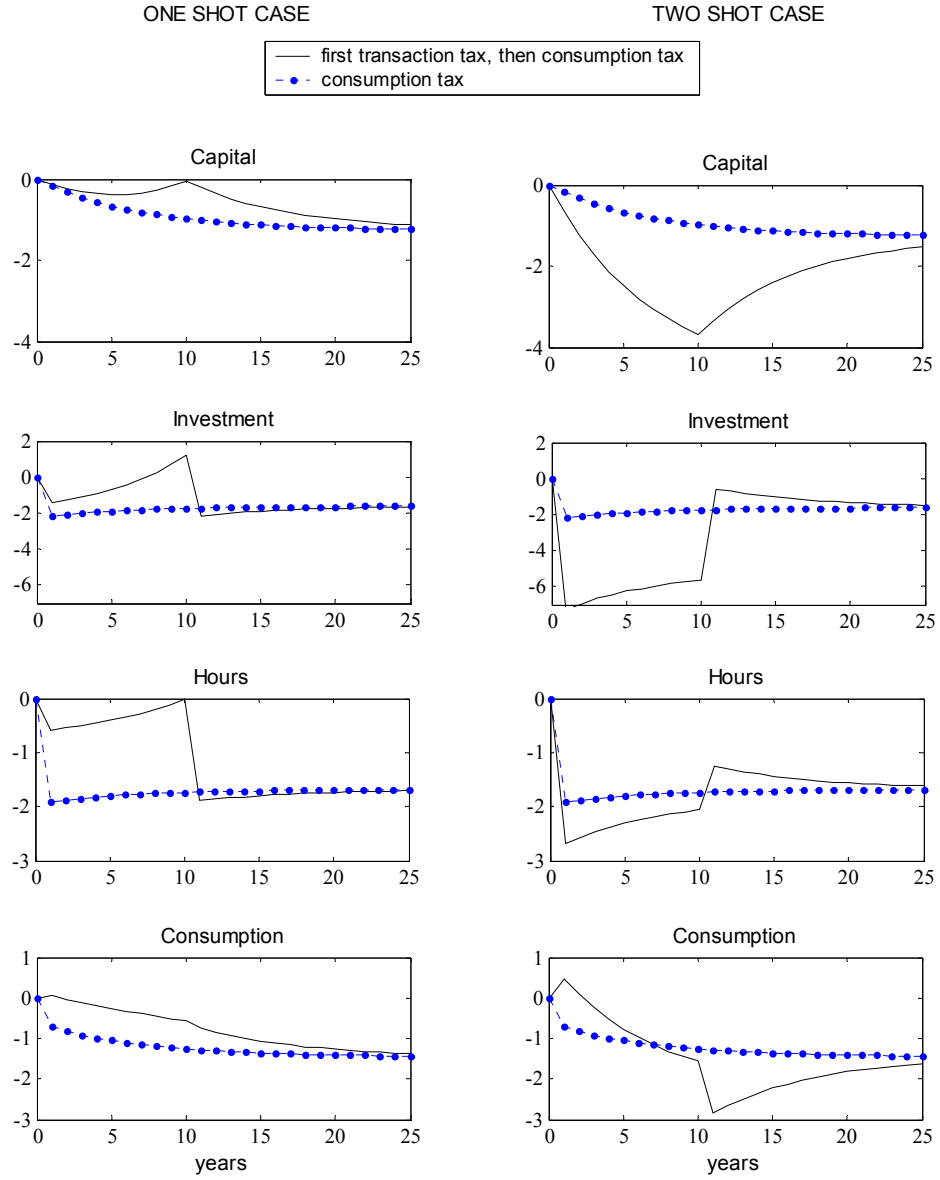 ONE SHOT CASE TWO SHOT CASE
first transaction tax, then consumption tax
consumption tax
Capital
0
-2
-4
0 5 10 15 20 25
Capital
0
-2
-4
0 5 10 15 20 25
Investment
2
0
-2
-4
-6
0 5 10 15 20 25
Investment
2
0
-2
-4
-6
0 5 10 15 20 25
Hours
0
-1
-2
-3
0 5 10 15 20 25
Hours
0
-1
-2
-3
0 5 10 15 20 25
Consumption
1
0
-1
-2
-3
0 5 10 15 20 25
years
Consumption
1
0
-1
-2
-3
0 5 10 15 20 25
years